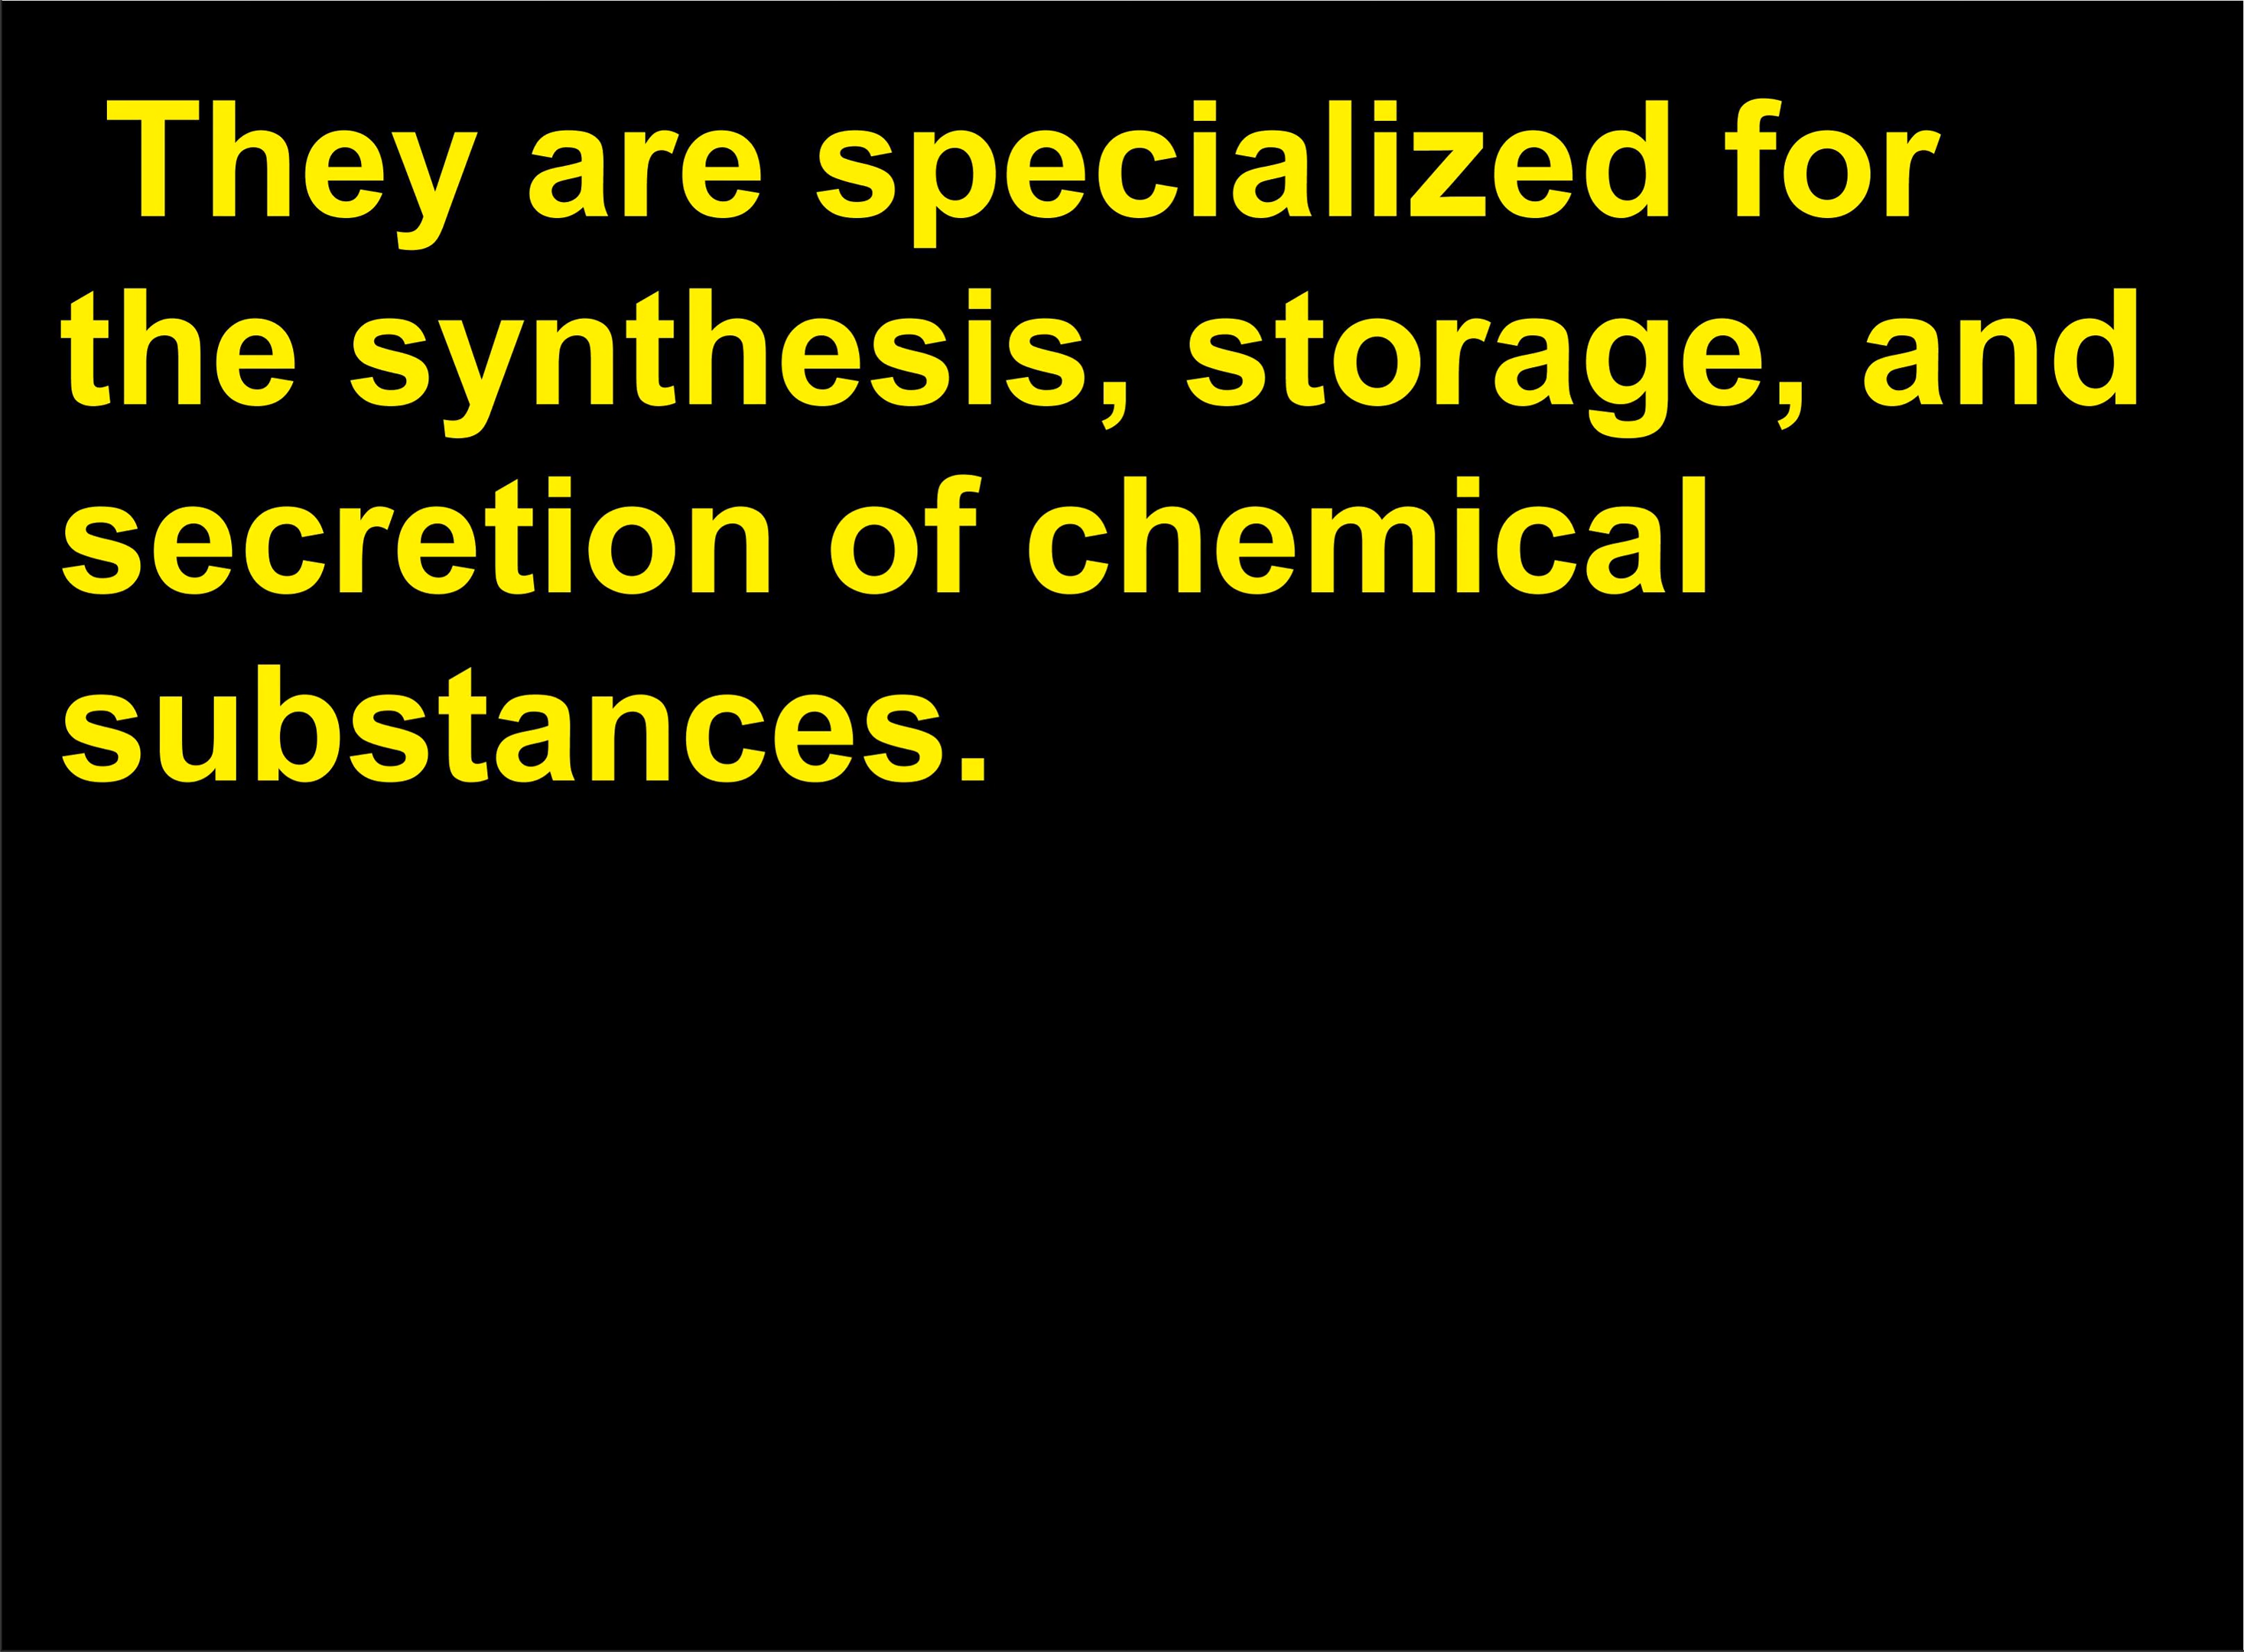 They are specialized for
the synthesis, storage, and
secretion of chemical
substances.